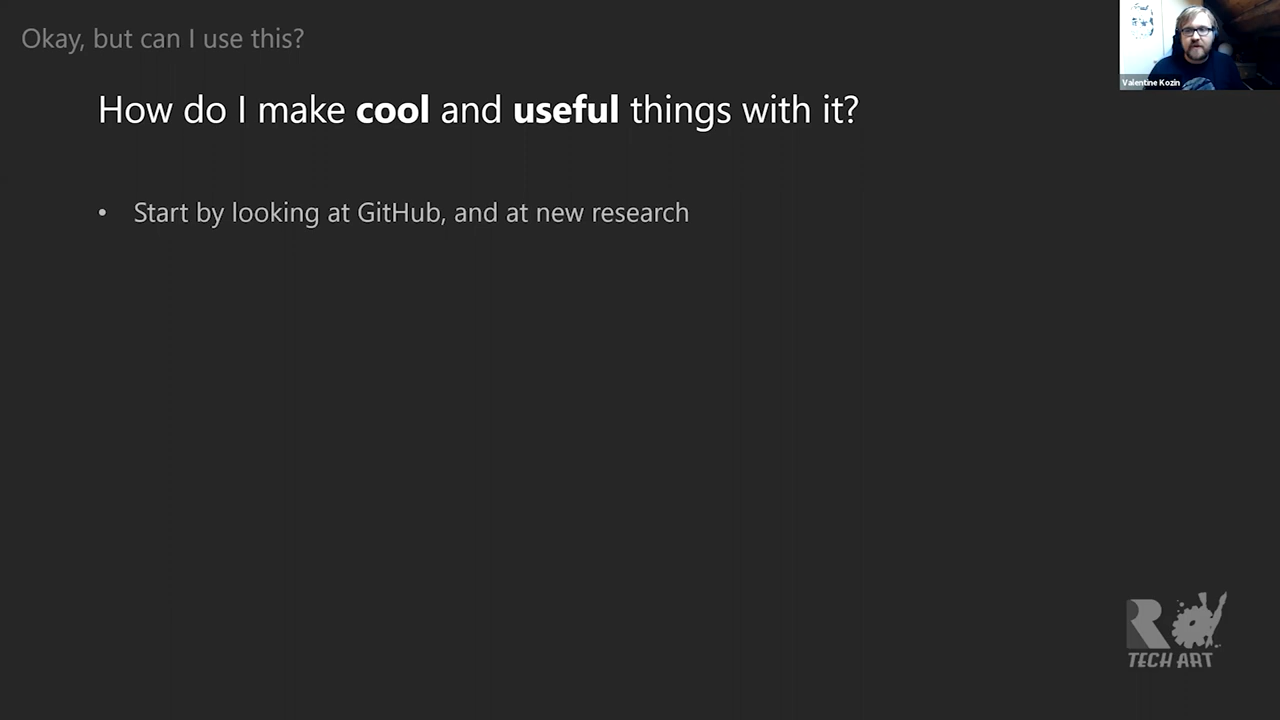 Okay, but can I use this?
Valentine Kozin
How do I make cool and useful things with it?
• Start by looking at GitHub, and at new research
R
TECH ART